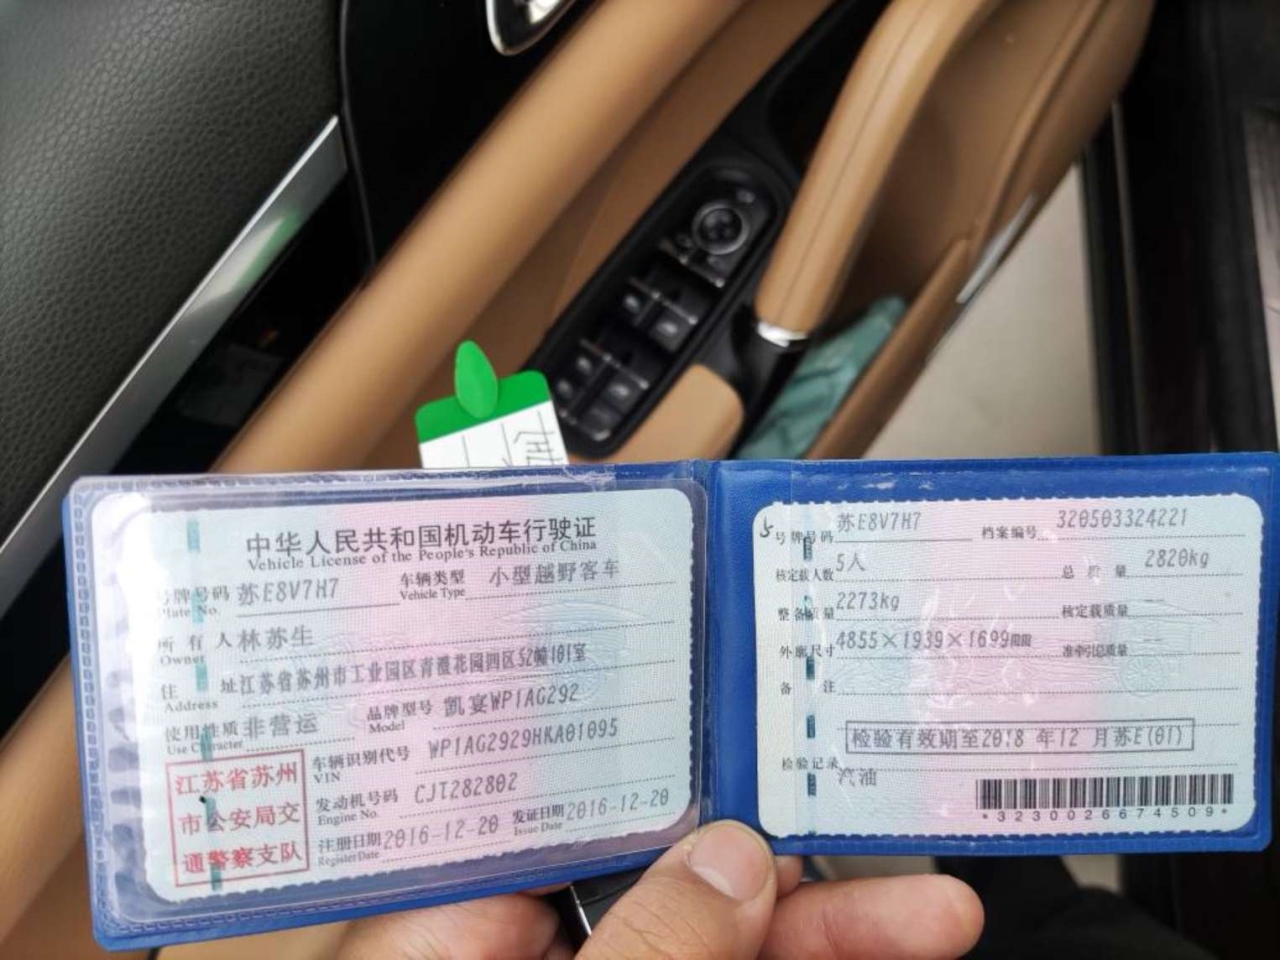 中华人民共和国机动车行驶证
Vehicle License of the People's Republic of China
号牌号码 苏E8V7H7 车辆类型 小型越野客车
Plate No. Vehicle Type
所有人 林苏生
Owner
住址 江苏省苏州市工业园区青澄花园四区52幢101室
Address
使用性质 非营运 品牌型号 凯宴WP1AG292
Use Character Model
车辆识别代号 WP1AG2929HKA01095
VIN
发动机号码 CJT282802
Engine No.
注册日期 2016-12-20 发证日期 2016-12-20
Register Date Issue Date
江苏省苏州
市公安局交
通警察支队
号牌号码 苏E8V7H7 档案编号 320503324221
核定载人数 5人 总质量 2820kg
整备质量 2273kg 核定载质量 --
外廓尺寸 4855×1939×1699mm 准牵引总质量 --
备注
检验有效期至2018 年12 月苏E(01)
检验记录
汽油
*3230026674509*